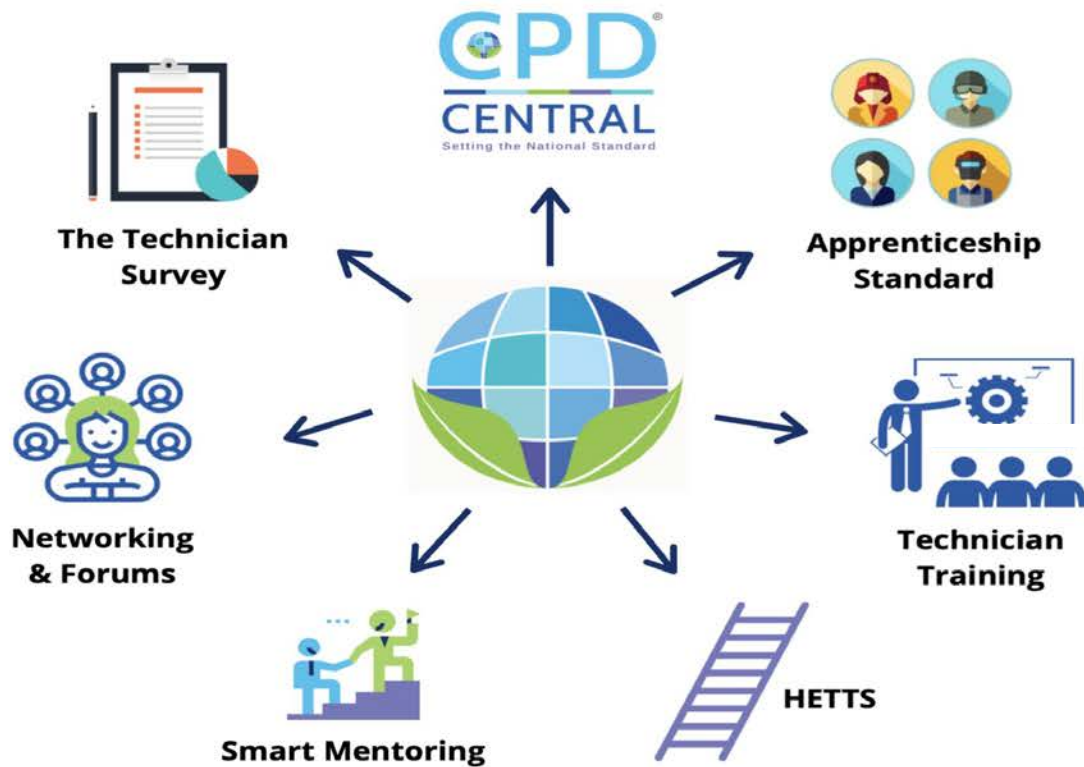 CPD®
CENTRAL
Setting the National Standard
The Technician
Survey
Apprenticeship
Standard
Networking
& Forums
Technician
Training
HETTS
Smart Mentoring